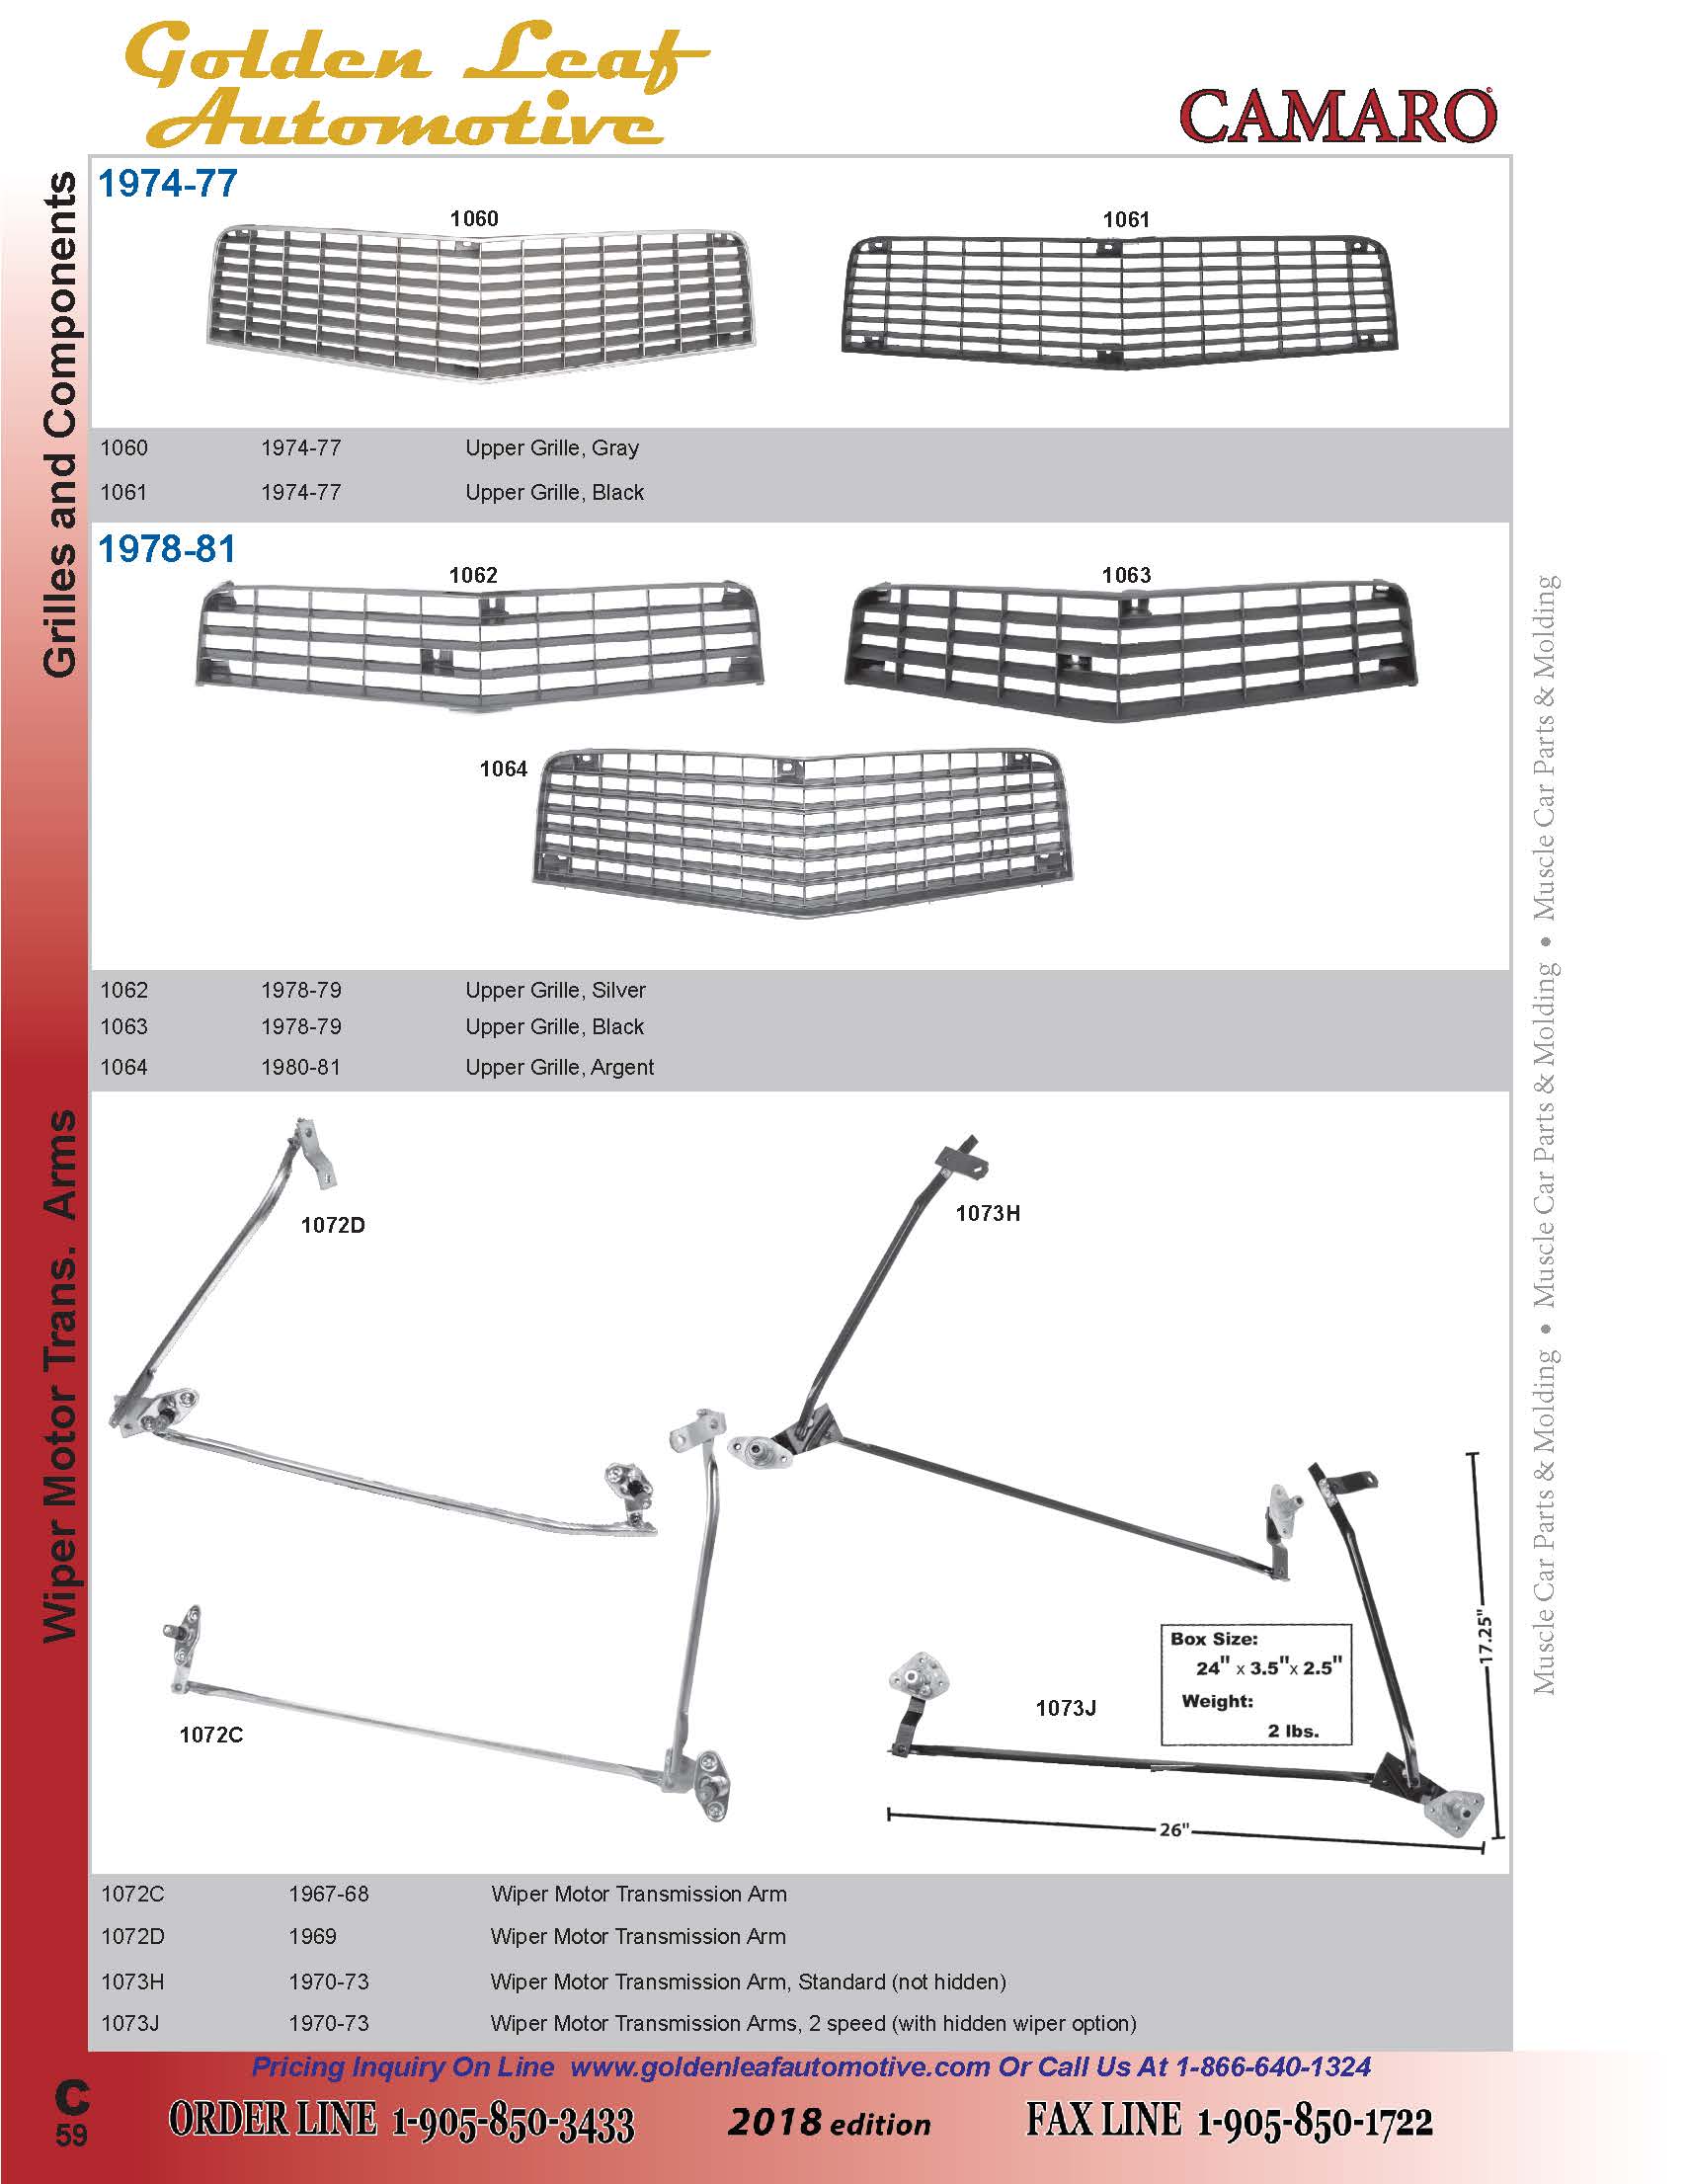 Golden Leaf
Automotive
CAMARO
Grilles and Components
1974-77
1060
1061
1060 1974-77 Upper Grille, Gray
1061 1974-77 Upper Grille, Black
1978-81
1062
1063
1064
1062 1978-79 Upper Grille, Silver
1063 1978-79 Upper Grille, Black
1064 1980-81 Upper Grille, Argent
Wiper Motor Trans. Arms
1072D
1073H
1072C
1073J
Box Size:
24" x 3.5"x 2.5"
Weight:
2 lbs.
17.25"
26"
1072C 1967-68 Wiper Motor Transmission Arm
1072D 1969 Wiper Motor Transmission Arm
1073H 1970-73 Wiper Motor Transmission Arm, Standard (not hidden)
1073J 1970-73 Wiper Motor Transmission Arms, 2 speed (with hidden wiper option)
Muscle Car Parts & Molding • Muscle Car Parts & Molding • Muscle Car Parts & Molding
Pricing Inquiry On Line www.goldenleafautomotive.com Or Call Us At 1-866-640-1324
C
59
ORDER LINE 1-905-850-3433 2018 edition FAX LINE 1-905-850-1722